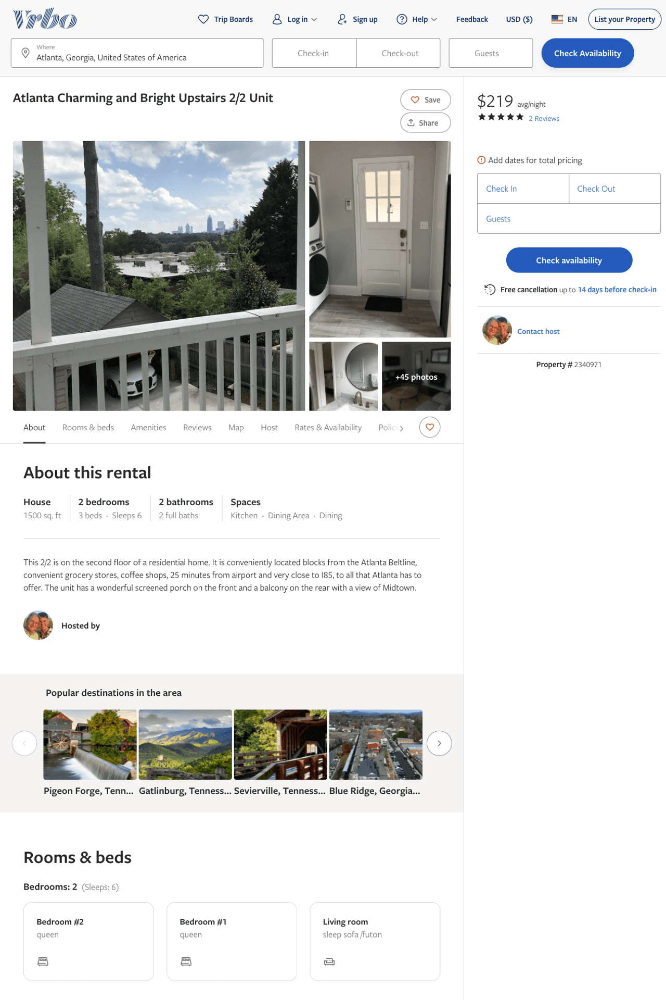 Vrbo
Trip Boards
Log in
Sign up
Help
Feedback
USD ($)
EN
List your Property
Where
Atlanta, Georgia, United States of America
Check-in
Check-out
Guests
Check Availability
Atlanta Charming and Bright Upstairs 2/2 Unit
Save
Share
+45 photos
$219 avg/night
2 Reviews
Add dates for total pricing
Check In
Check Out
Guests
Check availability
Free cancellation up to 14 days before check-in
Contact host
Property # 2340971
About
Rooms & beds
Amenities
Reviews
Map
Host
Rates & Availability
Polici
About this rental
House
1500 sq. ft
2 bedrooms
3 beds · Sleeps 6
2 bathrooms
2 full baths
Spaces
Kitchen · Dining Area · Dining
This 2/2 is on the second floor of a residential home. It is conveniently located blocks from the Atlanta Beltline,
convenient grocery stores, coffee shops, 25 minutes from airport and very close to I85, to all that Atlanta has to
offer. The unit has a wonderful screened porch on the front and a balcony on the rear with a view of Midtown.
Hosted by
Popular destinations in the area
Pigeon Forge, Tenn...
Gatlinburg, Tenness...
Sevierville, Tenness...
Blue Ridge, Georgia...
Rooms & beds
Bedrooms: 2 (Sleeps: 6)
Bedroom #2
queen
Bedroom #1
queen
Living room
sleep sofa /futon